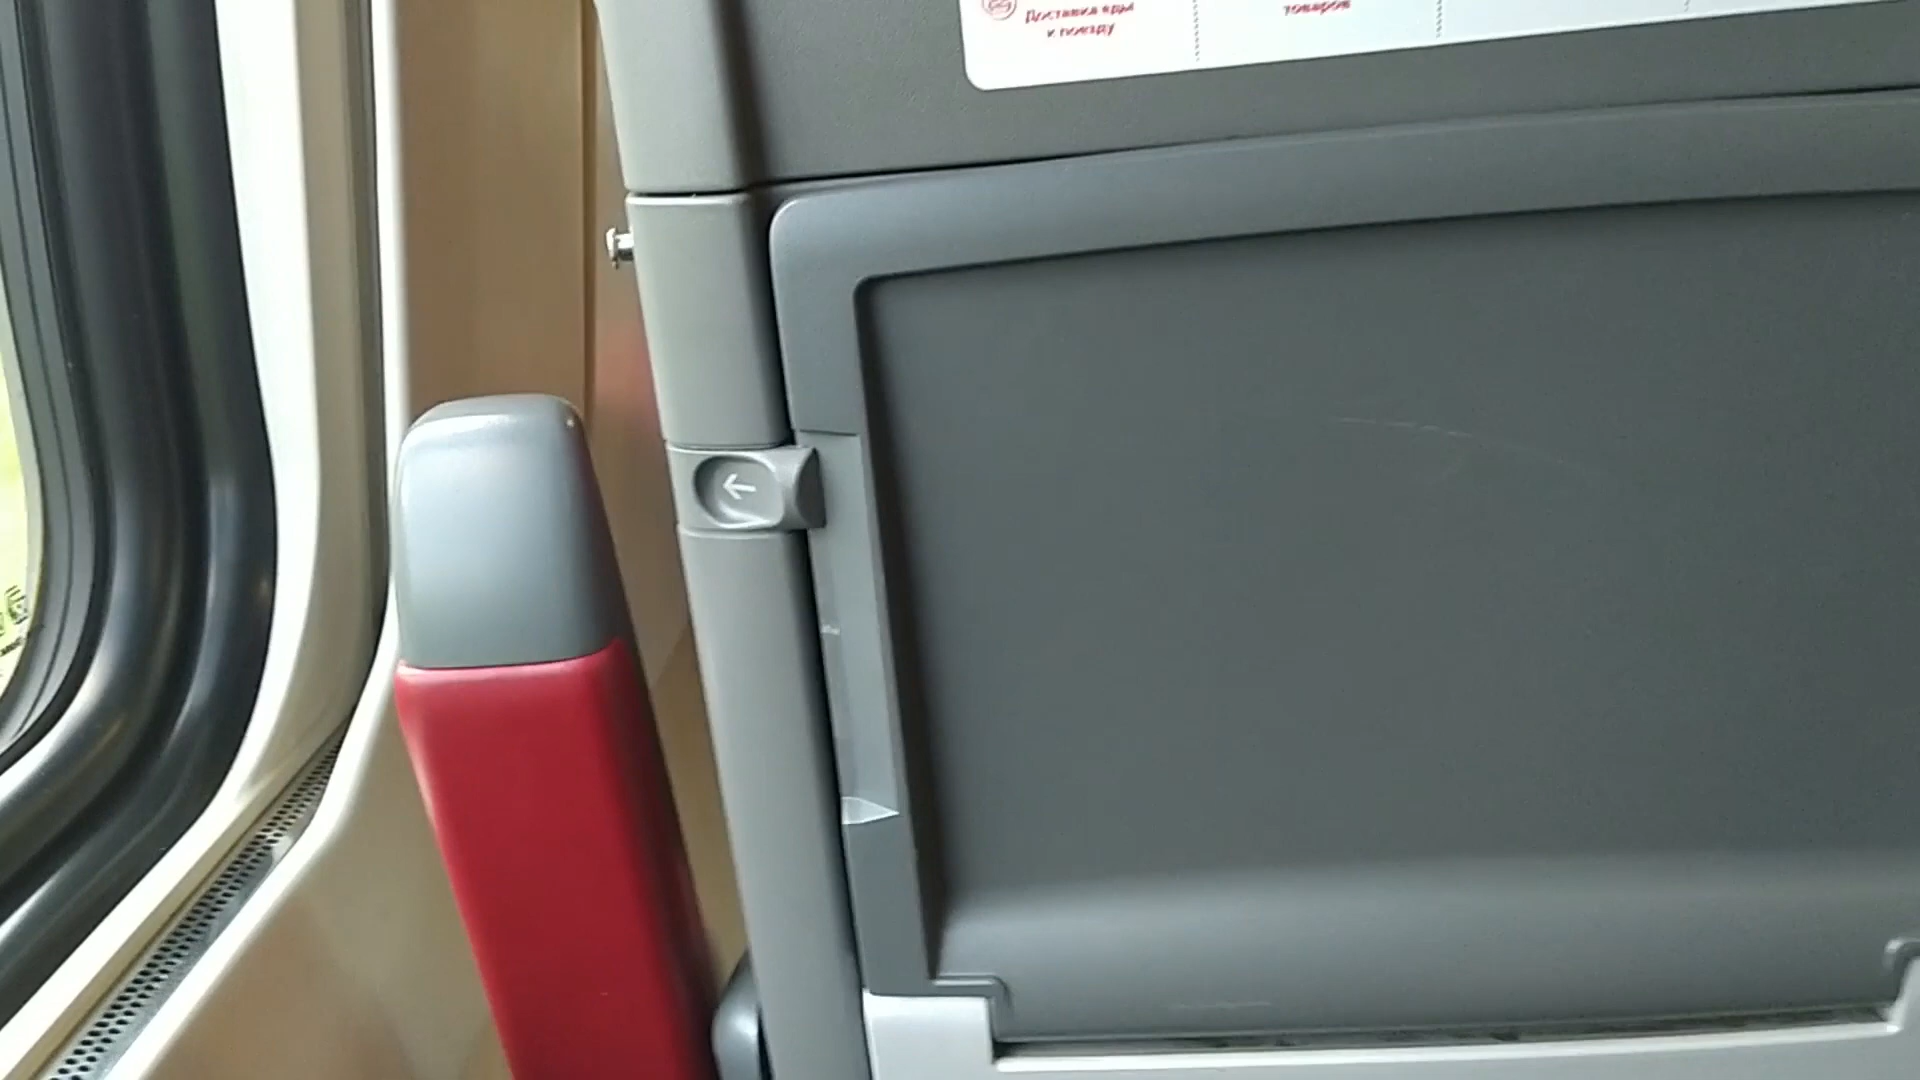 Доставка еды
к поезду
товаров